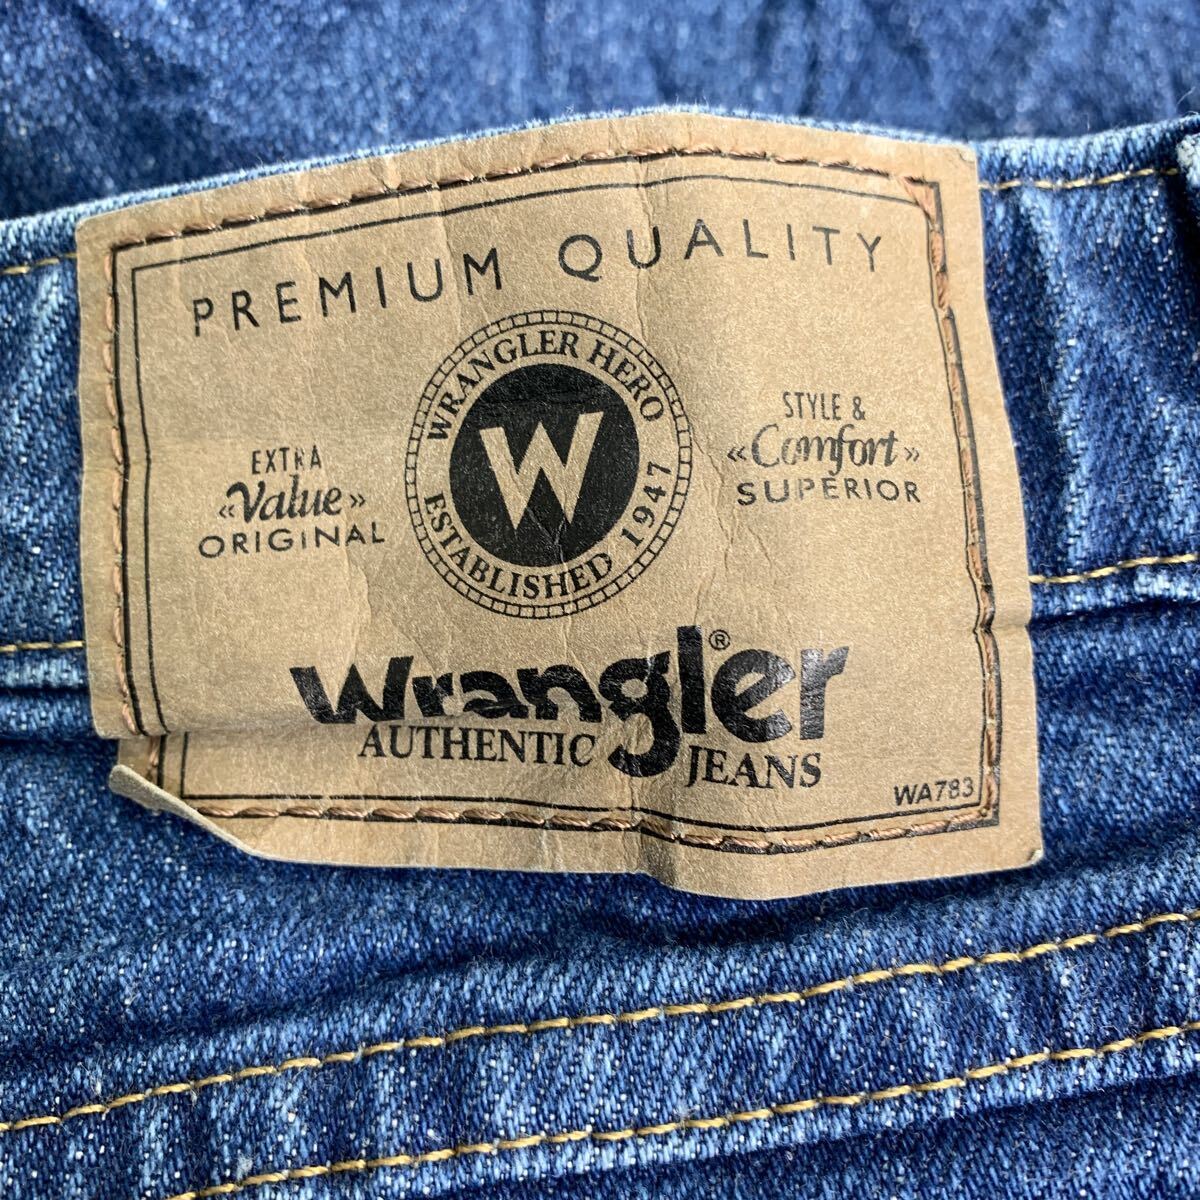 PREMIUM QUALITY
WRANGLER HERO
W
ESTABLISHED 1947
EXTRA
«Value»
ORIGINAL
STYLE &
«Comfort»
SUPERIOR
Wrangler®
AUTHENTIC JEANS
WA783